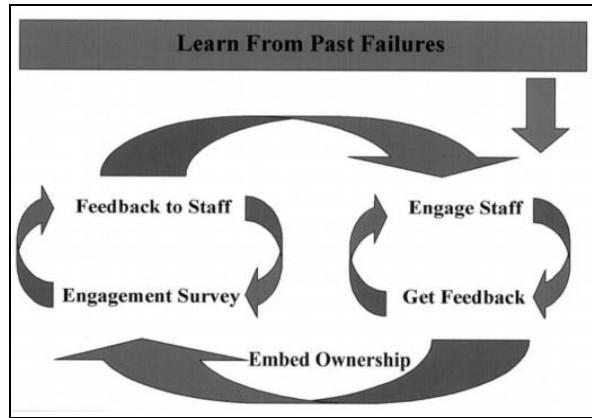 Learn From Past Failures
Feedback to Staff
Engage Staff
Engagement Survey
Get Feedback
Embed Ownership